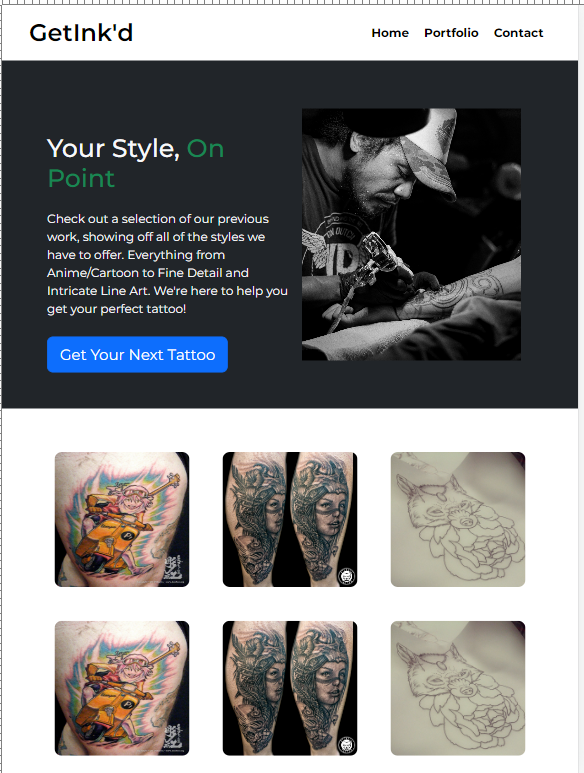 GetInk'd
Home Portfolio Contact
Your Style, On
Point
Check out a selection of our previous
work, showing off all of the styles we
have to offer. Everything from
Anime/Cartoon to Fine Detail and
Intricate Line Art. We're here to help you
get your perfect tattoo!
Get Your Next Tattoo